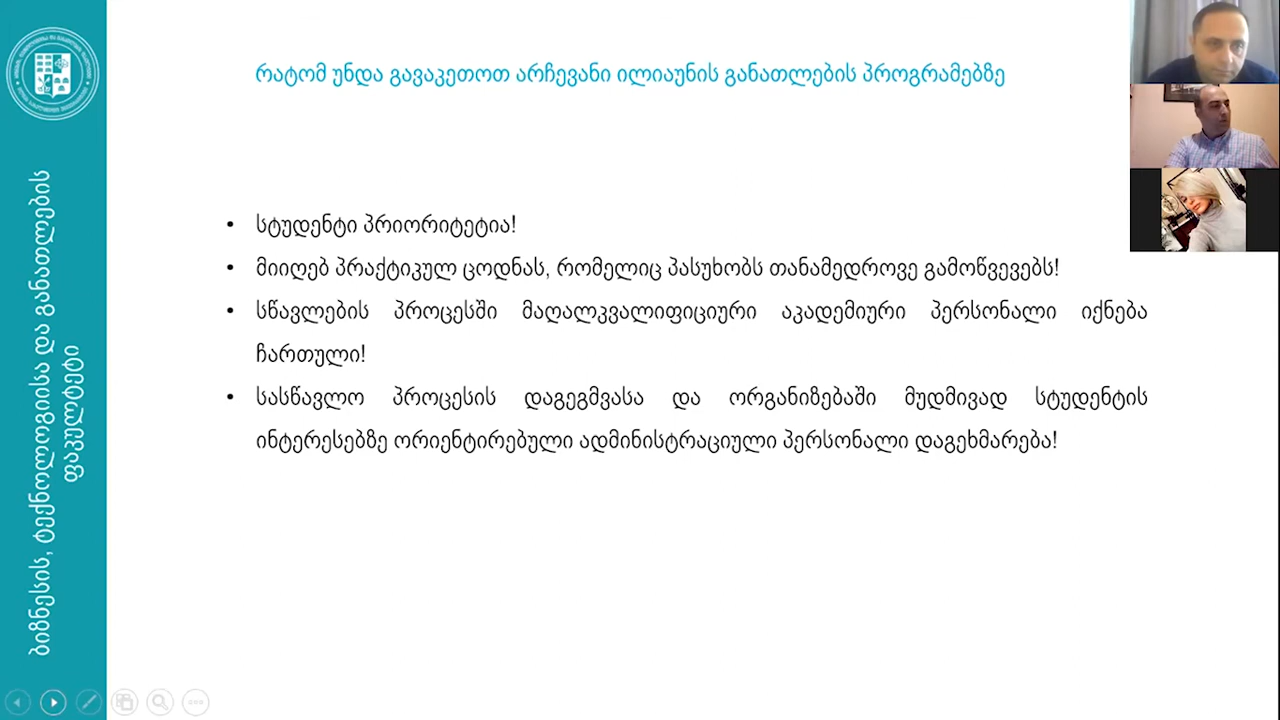 რატომ უნდა გავაკეთოთ არჩევანი ილიაუნის განათლების პროგრამებზე
• სტუდენტი პრიორიტეტია!
• მიიღებ პრაქტიკულ ცოდნას, რომელიც პასუხობს თანამედროვე გამოწვევებს!
• სწავლების პროცესში მაღალკვალიფიციური აკადემიური პერსონალი იქნება
ჩართული!
• სასწავლო პროცესის დაგეგმვასა და ორგანიზებაში მუდმივად სტუდენტის
ინტერესებზე ორიენტირებული ადმინისტრაციული პერსონალი დაგეხმარება!
ბიზნესის, ტექნოლოგიისა და განათლების
ფაკულტეტი